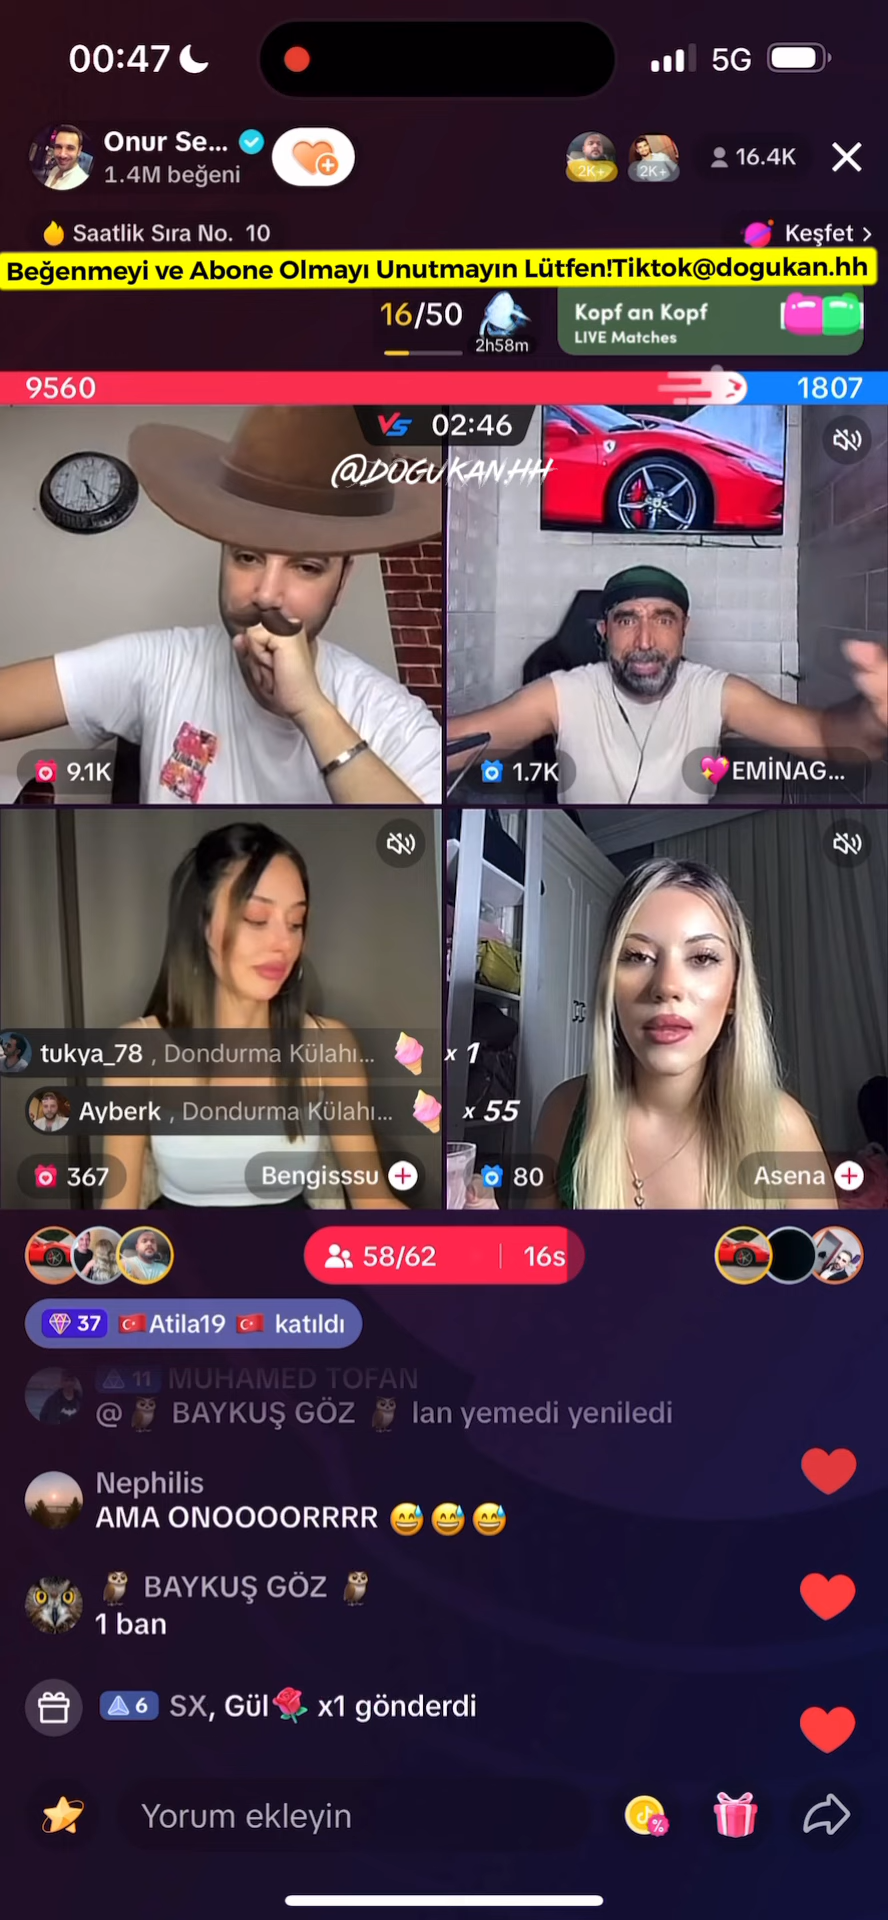 00:47
5G
Onur Se...
1.4M beğeni
2K+
2K+
16.4K
Saatlik Sıra No. 10
Keşfet >
Beğenmeyi ve Abone Olmayı Unutmayın Lütfen!Tiktok@dogukan.hh
16/50
2h58m
Kopf an Kopf
LIVE Matches
9560
1807
VS 02:46
@DOGUKAN.HH
9.1K
1.7K
EMİNAG...
tukya_78 , Dondurma Külahı...
x 1
Ayberk , Dondurma Külahı...
x 55
367
Bengisssu
80
Asena
58/62
16s
37 Atila19 katıldı
11 MUHAMED TOFAN
@ BAYKUŞ GÖZ lan yemedi yeniledi
Nephilis
AMA ONOOOORRRR
BAYKUŞ GÖZ
1 ban
6 SX, Gül x1 gönderdi
Yorum ekleyin